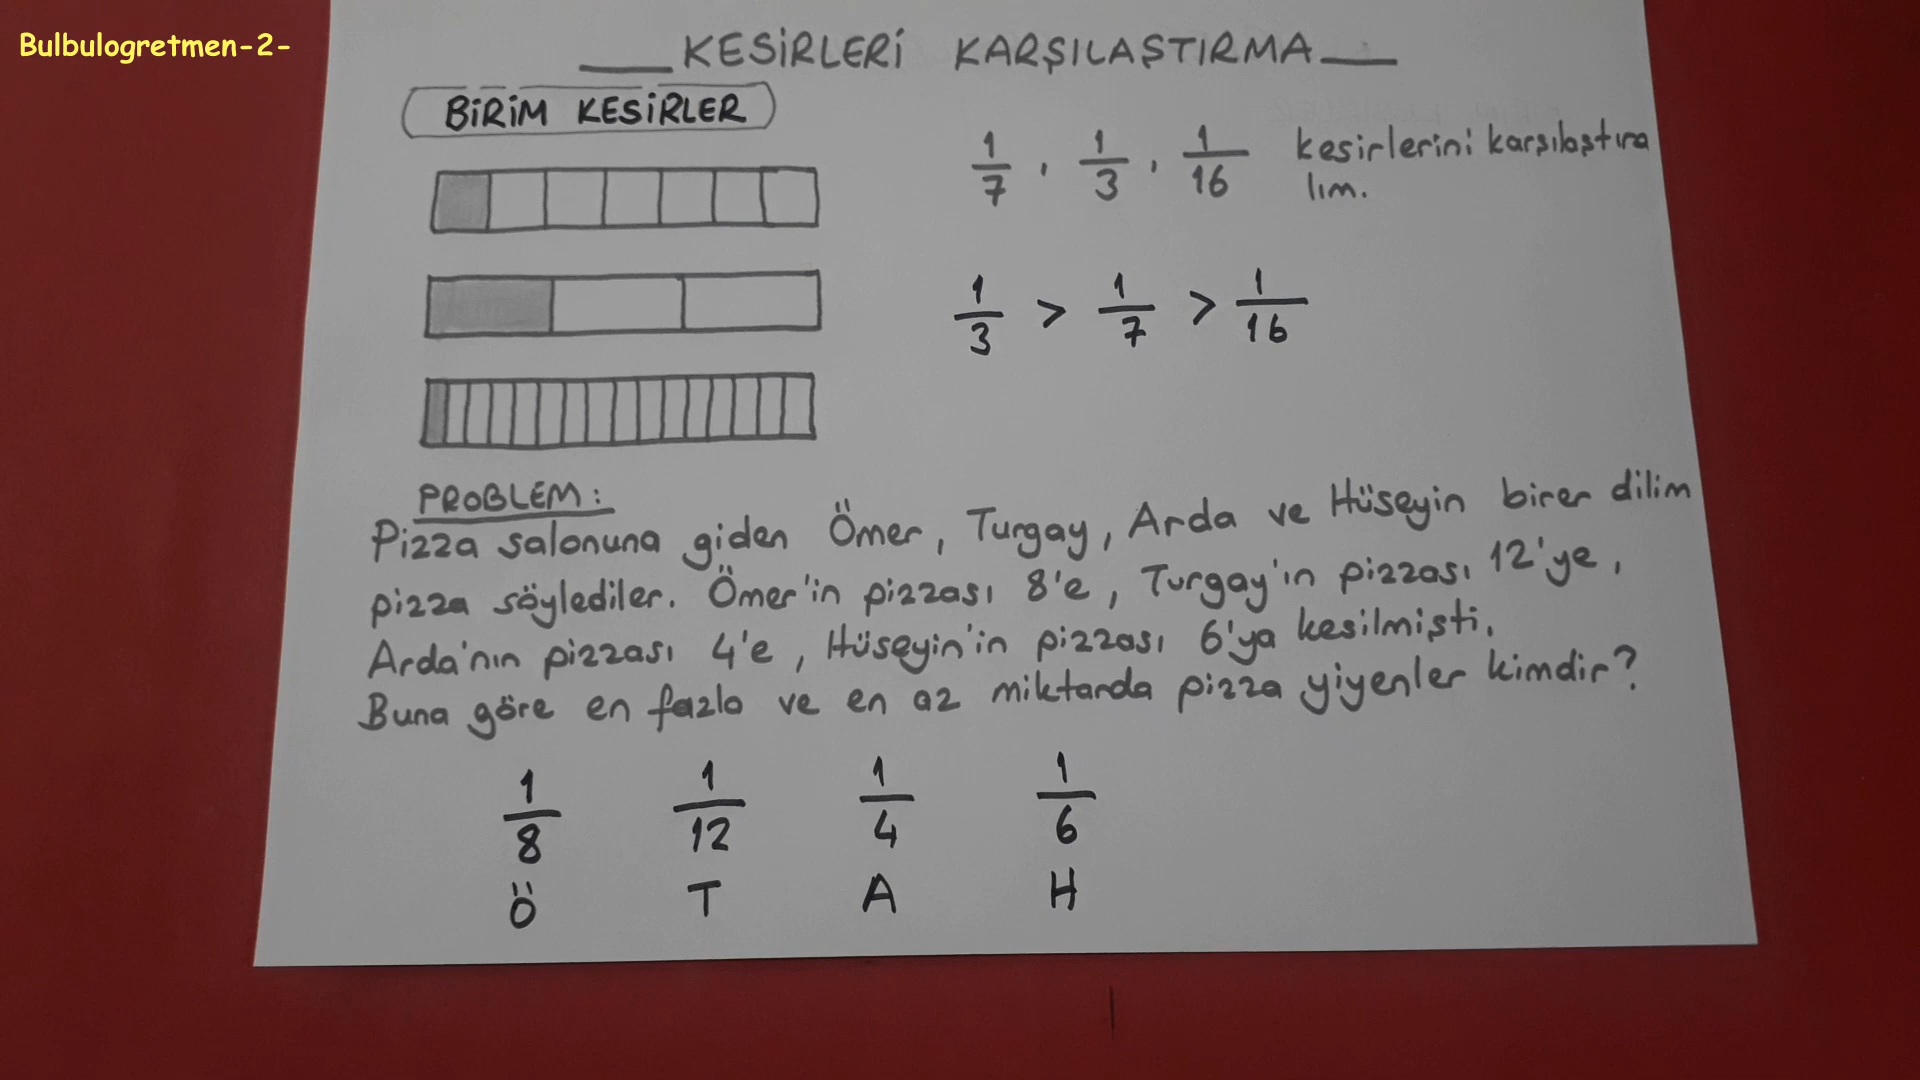 Bulbulogretmen-2-
KESİRLERİ KARŞILAŞTIRMA
BİRİM KESİRLER
1/7, 1/3, 1/16 kesirlerini karşılaştıra
lım.
1/3 > 1/7 > 1/16
PROBLEM:
Pizza salonuna giden Ömer, Turgay, Arda ve Hüseyin birer dilim
pizza söylediler. Ömer'in pizzası 8'e, Turgay'ın pizzası 12'ye,
Arda'nın pizzası 4'e, Hüseyin'in pizzası 6'ya kesilmişti.
Buna göre en fazla ve en az miktarda pizza yiyenler kimdir?
1/8 1/12 1/4 1/6
Ö T A H